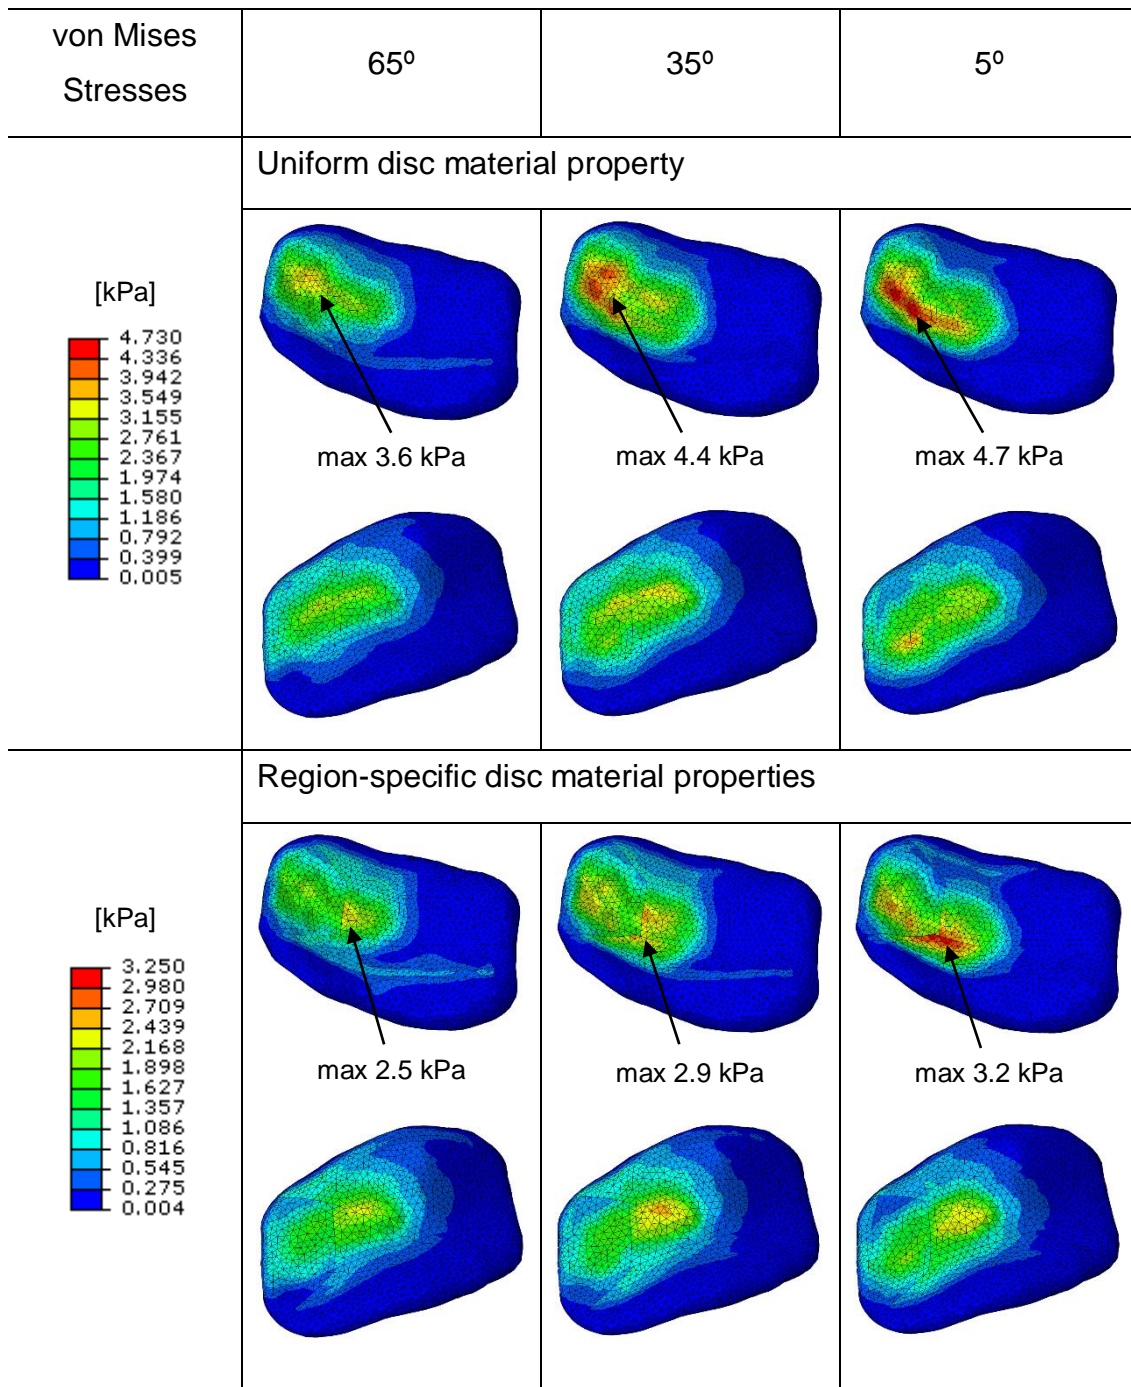 von Mises
Stresses
65º
35º
5º
Uniform disc material property
[kPa]
4.730
4.336
3.942
3.549
3.155
2.761
2.367
1.974
1.580
1.186
0.792
0.399
0.005
max 3.6 kPa
max 4.4 kPa
max 4.7 kPa
Region-specific disc material properties
[kPa]
3.250
2.980
2.709
2.439
2.168
1.898
1.627
1.357
1.086
0.816
0.545
0.275
0.004
max 2.5 kPa
max 2.9 kPa
max 3.2 kPa